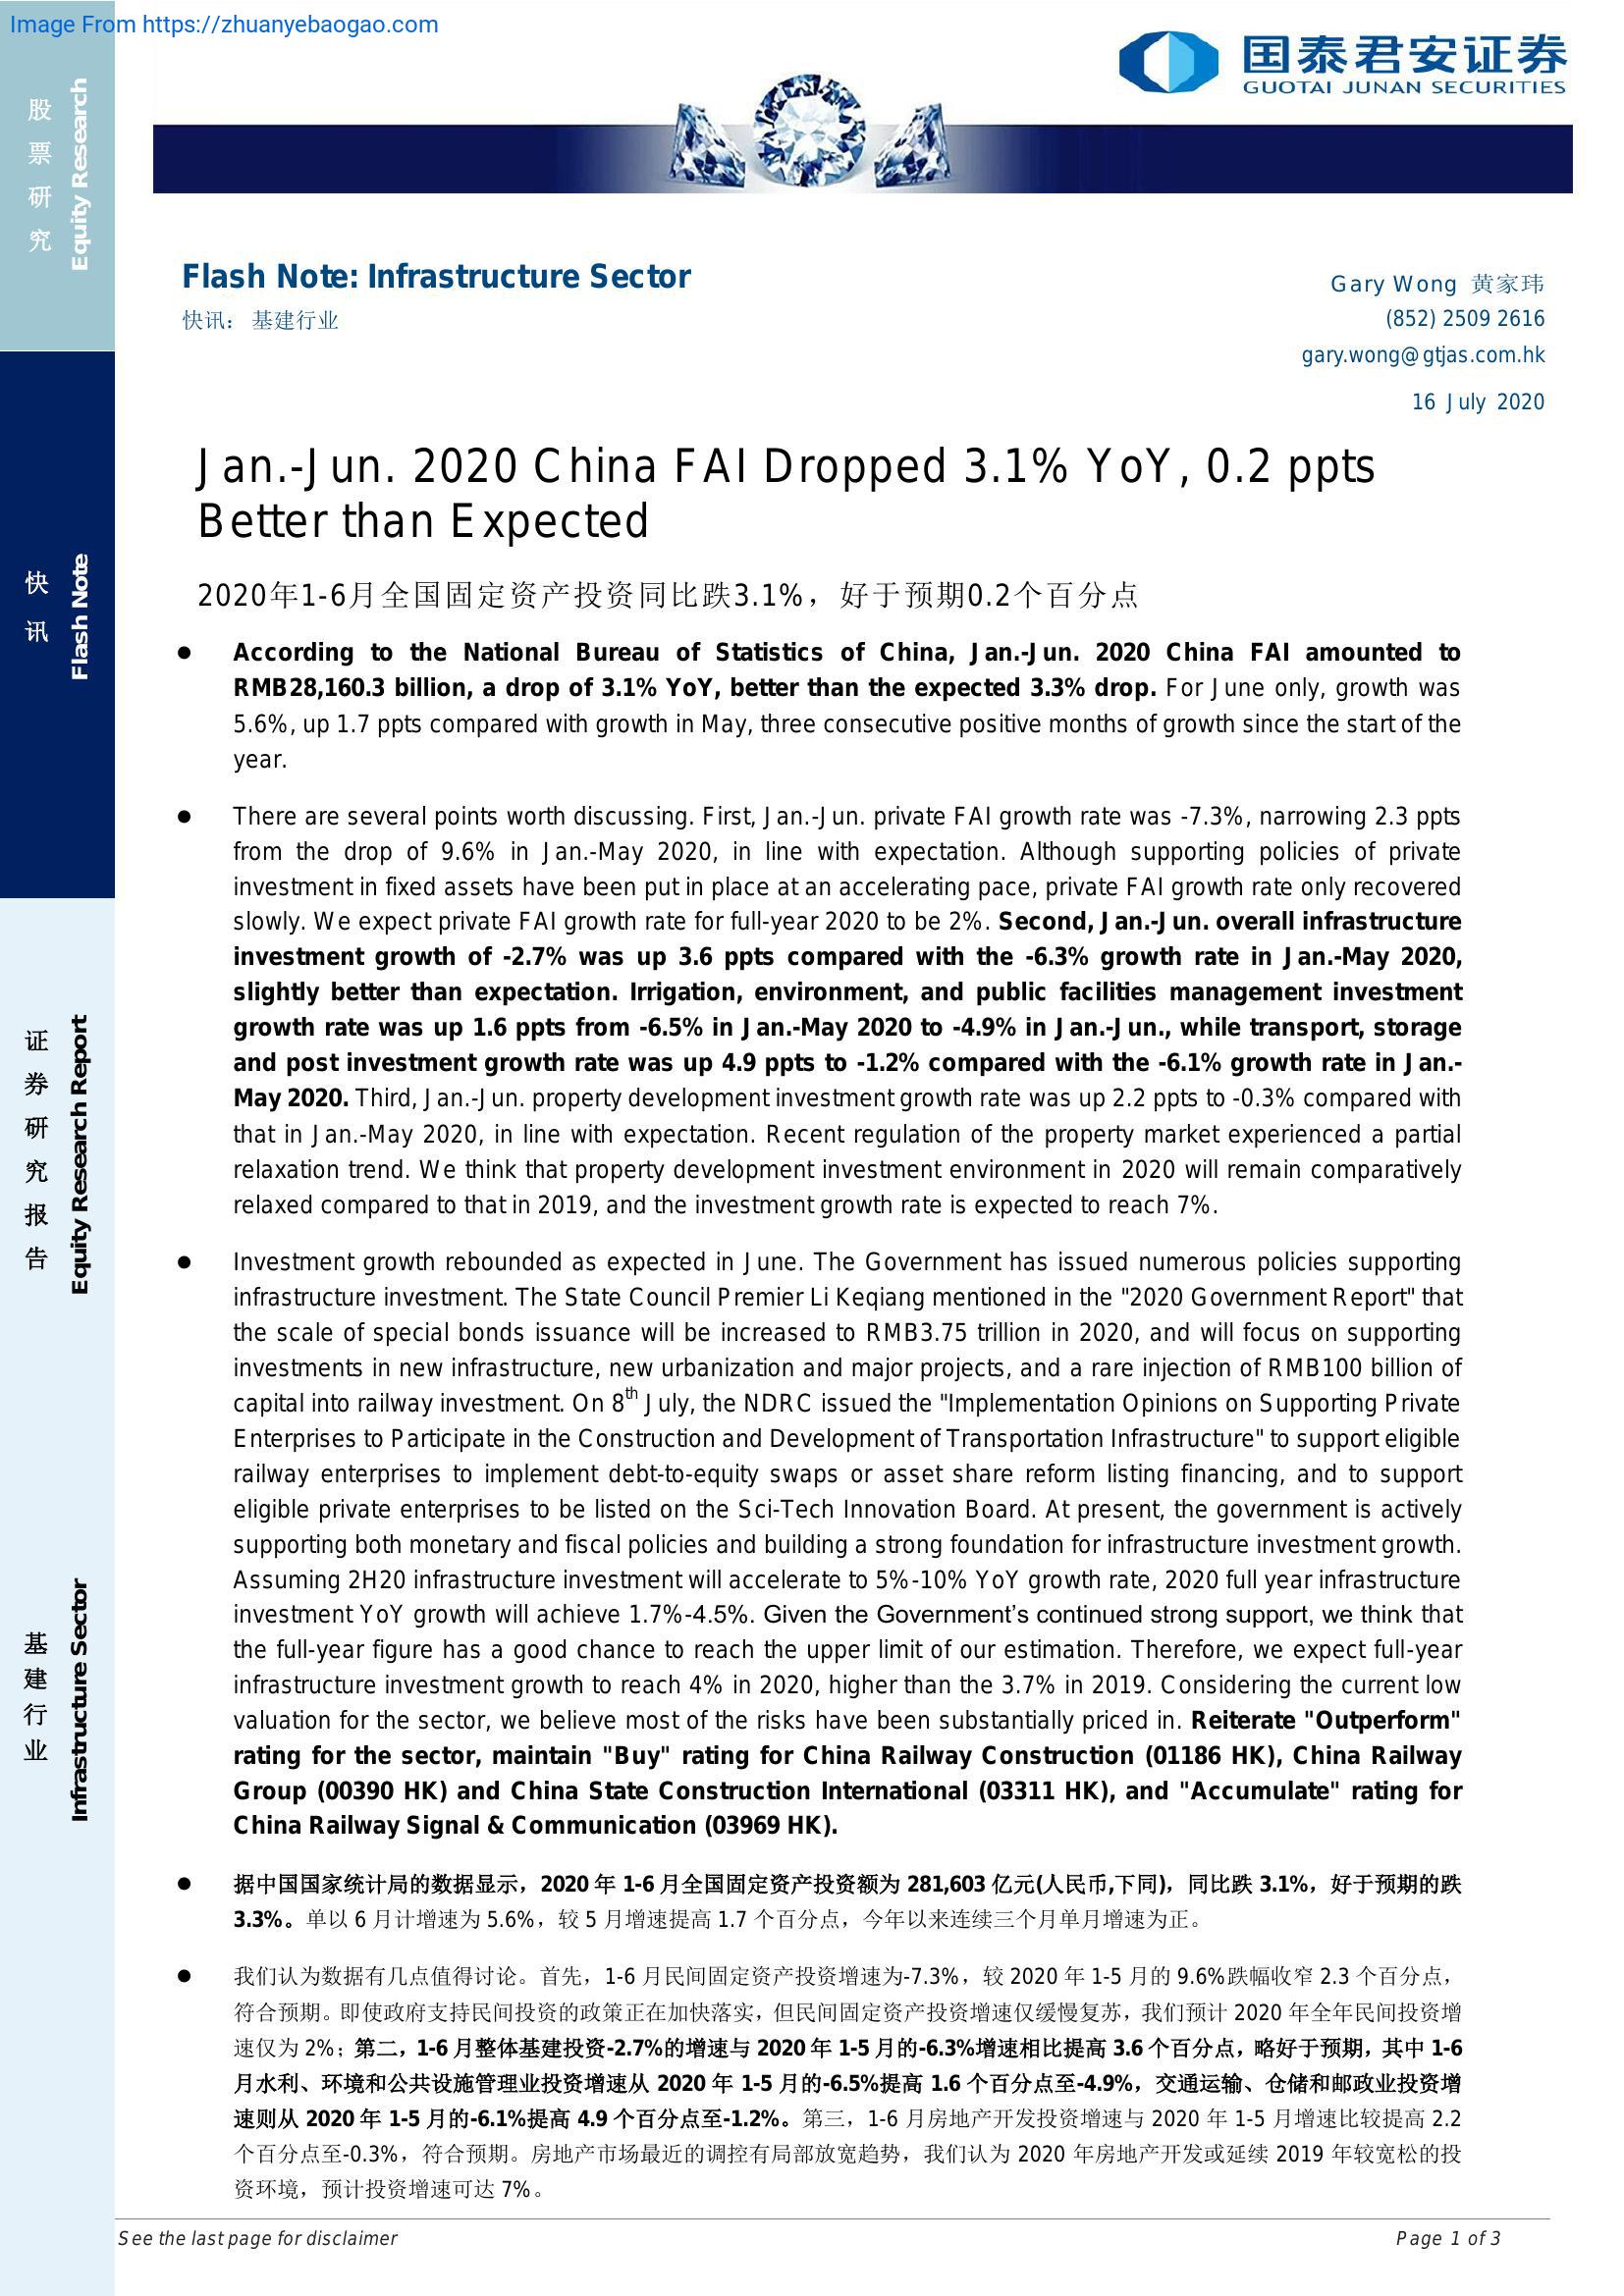 Image From https://zhuanyebaogao.com
国泰君安证券
GUOTAI JUNAN SECURITIES
股票研究
Equity Research
快讯
Flash Note
证券研究报告
Equity Research Report
基建行业
Infrastructure Sector
Flash Note: Infrastructure Sector
快讯： 基建行业
Gary Wong 黄家玮
(852) 2509 2616
gary.wong@gtjas.com.hk
16 July 2020
Jan.-Jun. 2020 China FAI Dropped 3.1% YoY, 0.2 ppts
Better than Expected
2020年1-6月全国固定资产投资同比跌3.1%，好于预期0.2个百分点
● According to the National Bureau of Statistics of China, Jan.-Jun. 2020 China FAI amounted to
RMB28,160.3 billion, a drop of 3.1% YoY, better than the expected 3.3% drop. For June only, growth was
5.6%, up 1.7 ppts compared with growth in May, three consecutive positive months of growth since the start of the
year.
● There are several points worth discussing. First, Jan.-Jun. private FAI growth rate was -7.3%, narrowing 2.3 ppts
from the drop of 9.6% in Jan.-May 2020, in line with expectation. Although supporting policies of private
investment in fixed assets have been put in place at an accelerating pace, private FAI growth rate only recovered
slowly. We expect private FAI growth rate for full-year 2020 to be 2%. Second, Jan.-Jun. overall infrastructure
investment growth of -2.7% was up 3.6 ppts compared with the -6.3% growth rate in Jan.-May 2020,
slightly better than expectation. Irrigation, environment, and public facilities management investment
growth rate was up 1.6 ppts from -6.5% in Jan.-May 2020 to -4.9% in Jan.-Jun., while transport, storage
and post investment growth rate was up 4.9 ppts to -1.2% compared with the -6.1% growth rate in Jan.-
May 2020. Third, Jan.-Jun. property development investment growth rate was up 2.2 ppts to -0.3% compared with
that in Jan.-May 2020, in line with expectation. Recent regulation of the property market experienced a partial
relaxation trend. We think that property development investment environment in 2020 will remain comparatively
relaxed compared to that in 2019, and the investment growth rate is expected to reach 7%.
● Investment growth rebounded as expected in June. The Government has issued numerous policies supporting
infrastructure investment. The State Council Premier Li Keqiang mentioned in the "2020 Government Report" that
the scale of special bonds issuance will be increased to RMB3.75 trillion in 2020, and will focus on supporting
investments in new infrastructure, new urbanization and major projects, and a rare injection of RMB100 billion of
capital into railway investment. On 8th July, the NDRC issued the "Implementation Opinions on Supporting Private
Enterprises to Participate in the Construction and Development of Transportation Infrastructure" to support eligible
railway enterprises to implement debt-to-equity swaps or asset share reform listing financing, and to support
eligible private enterprises to be listed on the Sci-Tech Innovation Board. At present, the government is actively
supporting both monetary and fiscal policies and building a strong foundation for infrastructure investment growth.
Assuming 2H20 infrastructure investment will accelerate to 5%-10% YoY growth rate, 2020 full year infrastructure
investment YoY growth will achieve 1.7%-4.5%. Given the Government’s continued strong support, we think that
the full-year figure has a good chance to reach the upper limit of our estimation. Therefore, we expect full-year
infrastructure investment growth to reach 4% in 2020, higher than the 3.7% in 2019. Considering the current low
valuation for the sector, we believe most of the risks have been substantially priced in. Reiterate "Outperform"
rating for the sector, maintain "Buy" rating for China Railway Construction (01186 HK), China Railway
Group (00390 HK) and China State Construction International (03311 HK), and "Accumulate" rating for
China Railway Signal & Communication (03969 HK).
● 据中国国家统计局的数据显示，2020 年 1-6 月全国固定资产投资额为 281,603 亿元(人民币,下同)，同比跌 3.1%，好于预期的跌
3.3%。单以 6 月计增速为 5.6%，较 5 月增速提高 1.7 个百分点，今年以来连续三个月单月增速为正。
● 我们认为数据有几点值得讨论。首先，1-6 月民间固定资产投资增速为-7.3%，较 2020 年 1-5 月的 9.6%跌幅收窄 2.3 个百分点，
符合预期。即使政府支持民间投资的政策正在加快落实，但民间固定资产投资增速仅缓慢复苏，我们预计 2020 年全年民间投资增
速仅为 2%；第二，1-6 月整体基建投资-2.7%的增速与 2020 年 1-5 月的-6.3%增速相比提高 3.6 个百分点，略好于预期，其中 1-6
月水利、环境和公共设施管理业投资增速从 2020 年 1-5 月的-6.5%提高 1.6 个百分点至-4.9%，交通运输、仓储和邮政业投资增
速则从 2020 年 1-5 月的-6.1%提高 4.9 个百分点至-1.2%。第三，1-6 月房地产开发投资增速与 2020 年 1-5 月增速比较提高 2.2
个百分点至-0.3%，符合预期。房地产市场最近的调控有局部放宽趋势，我们认为 2020 年房地产开发或延续 2019 年较宽松的投
资环境，预计投资增速可达 7%。
See the last page for disclaimer
Page 1 of 3